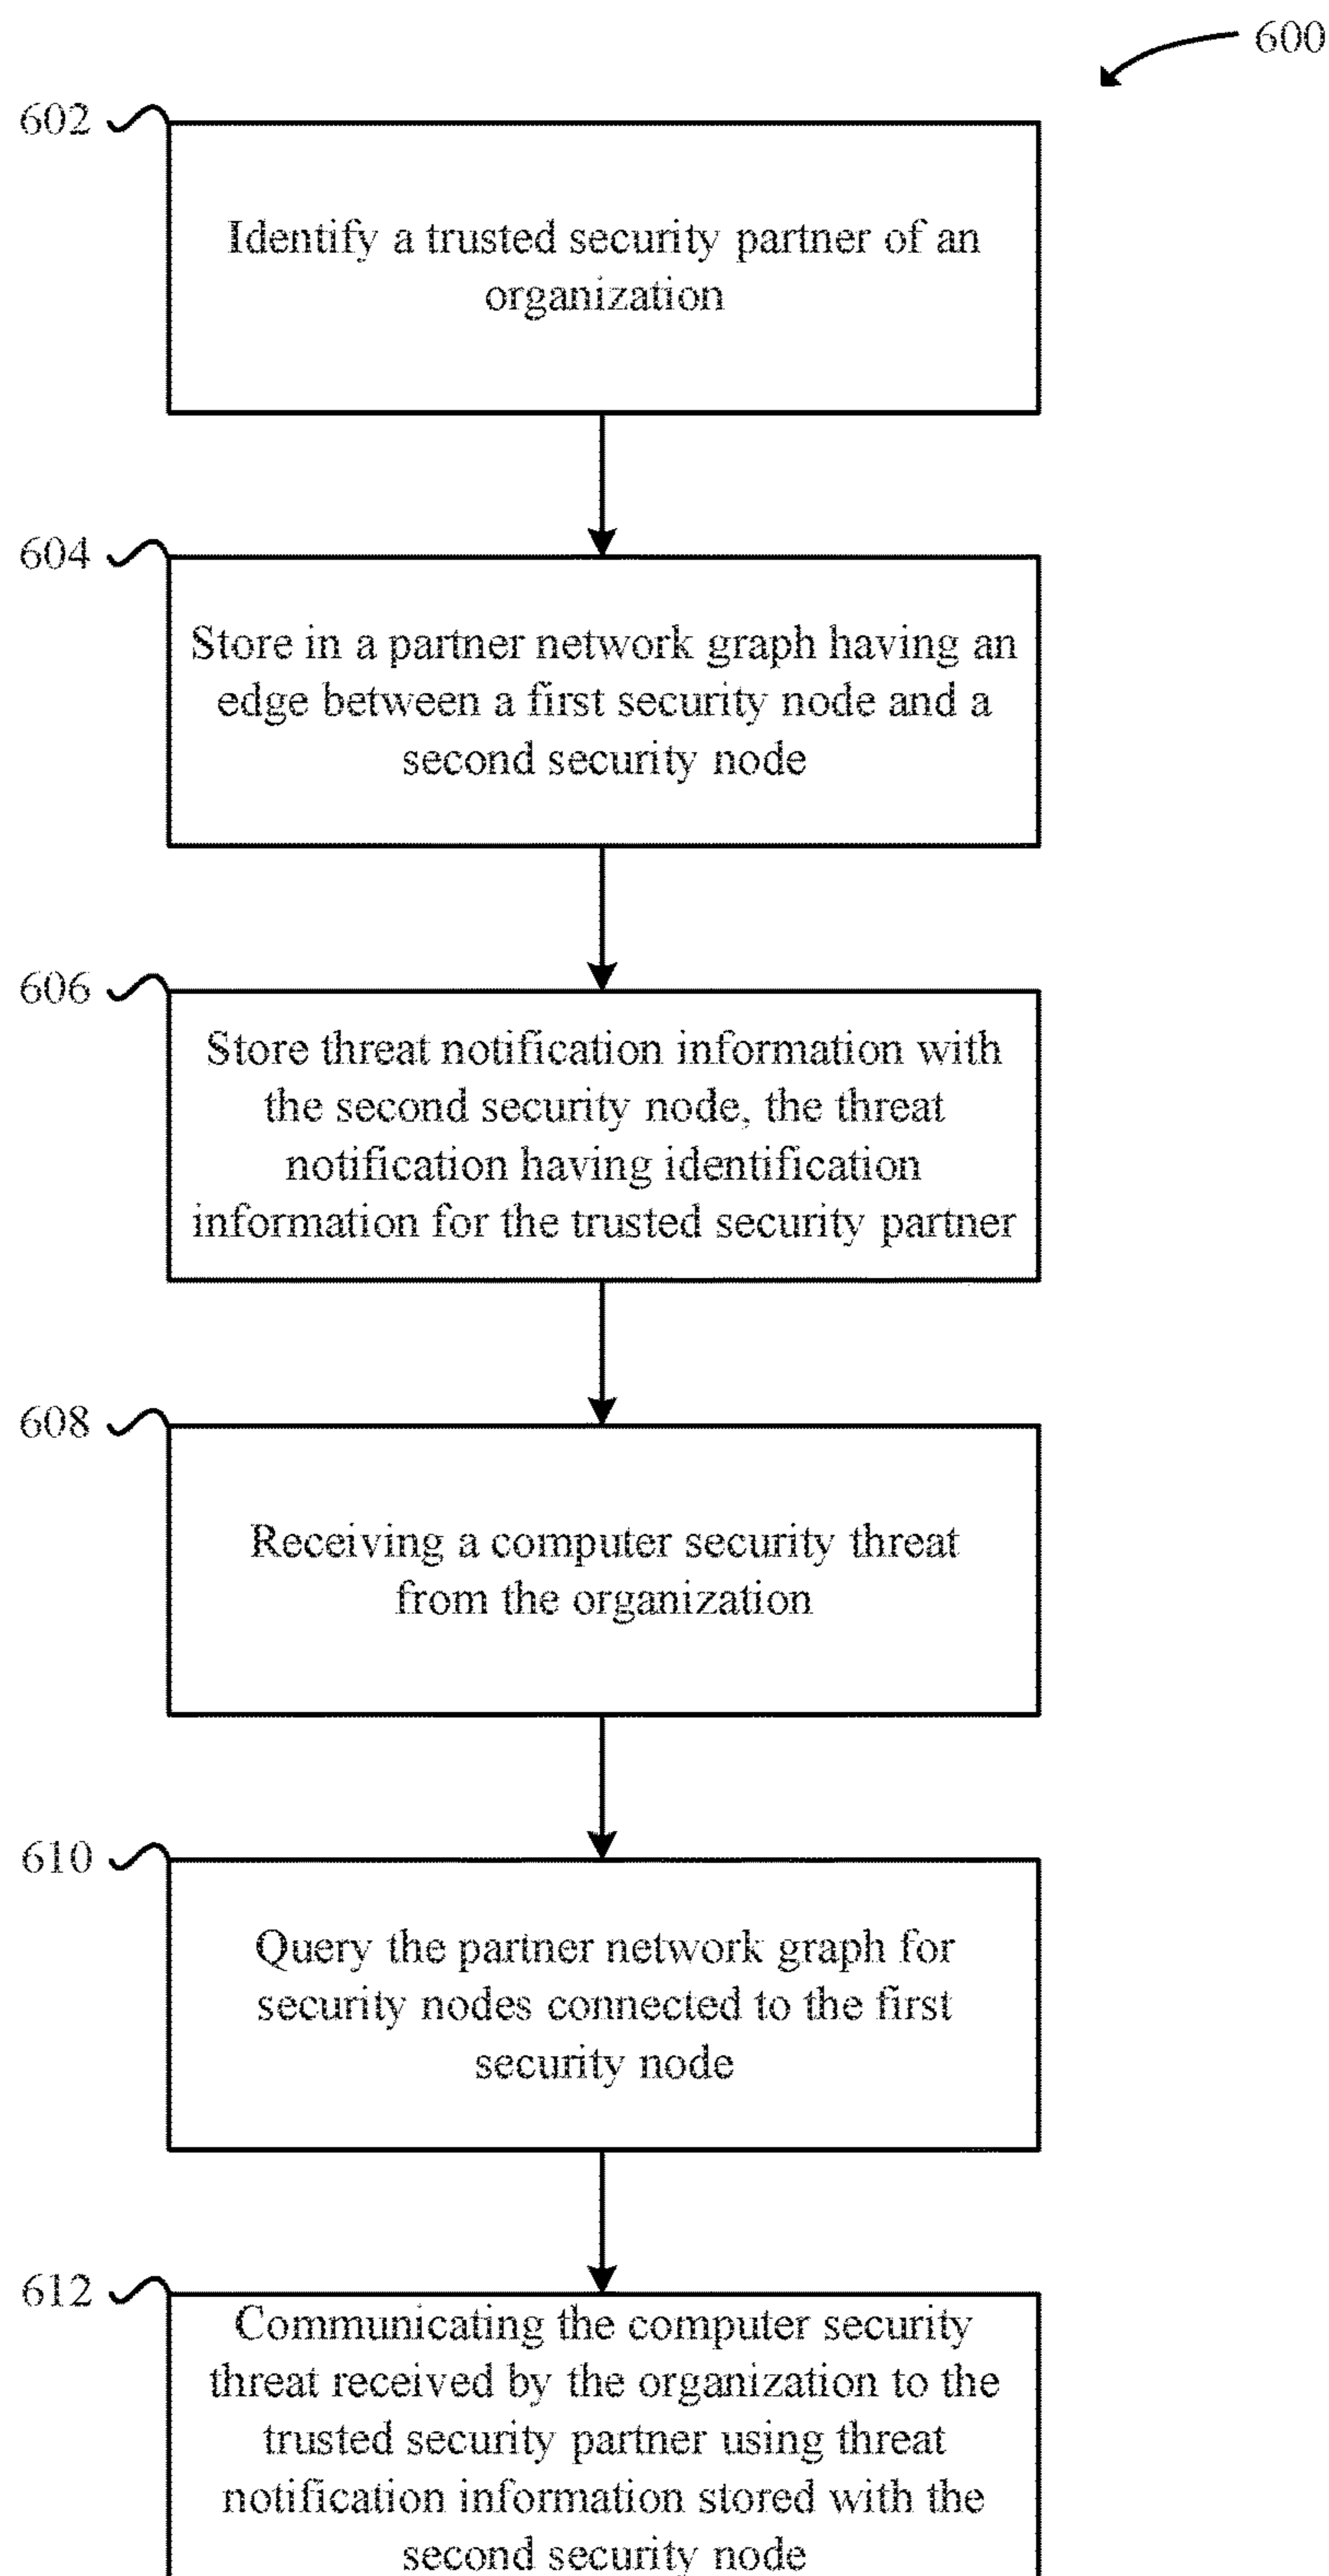 600
602
Identify a trusted security partner of an
organization
604
Store in a partner network graph having an
edge between a first security node and a
second security node
606
Store threat notification information with
the second security node, the threat
notification having identification
information for the trusted security partner
608
Receiving a computer security threat
from the organization
610
Query the partner network graph for
security nodes connected to the first
security node
612
Communicating the computer security
threat received by the organization to the
trusted security partner using threat
notification information stored with the
second security node